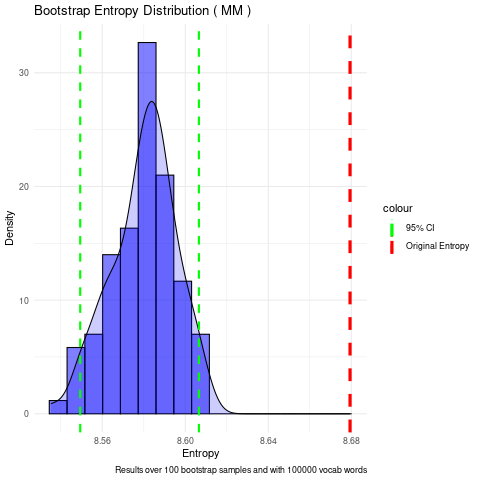 Bootstrap Entropy Distribution ( MM )
Density
30
20
10
0
8.56
8.60
8.64
8.68
Entropy
colour
95% CI
Original Entropy
Results over 100 bootstrap samples and with 100000 vocab words